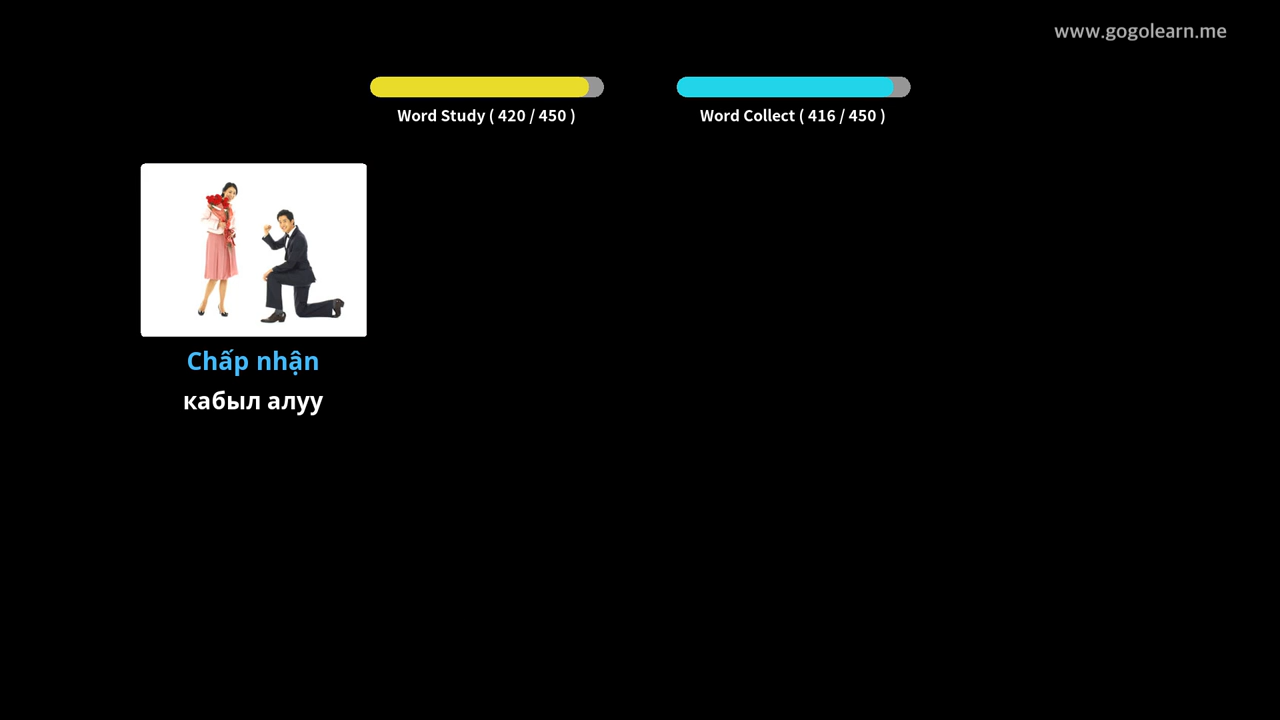 www.gogolearn.me
Word Study ( 420 / 450 )
Word Collect ( 416 / 450 )
Chấp nhận
кабыл алуу